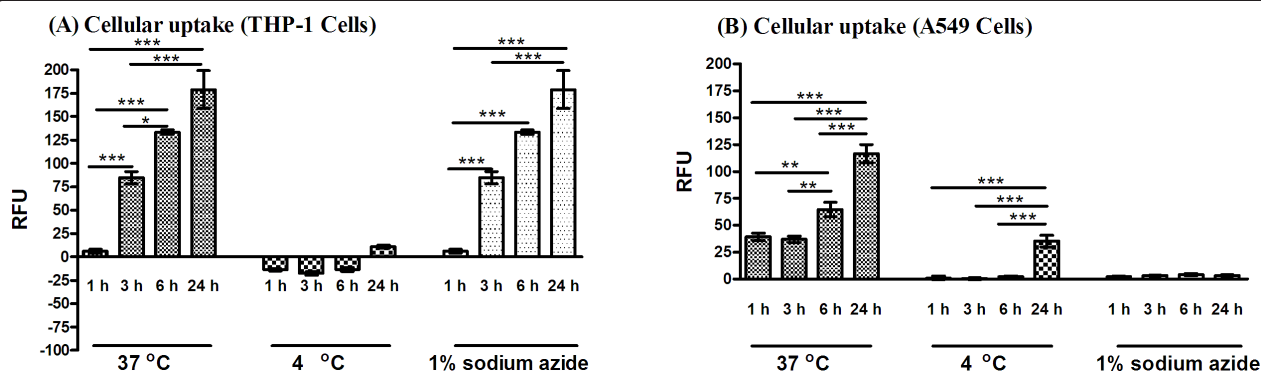 (A) Cellular uptake (THP-1 Cells)
***
***
***
*
***
***
***
***
***
200
175
150
125
100
75
50
25
0
-25
-50
-75
-100
RFU
1 h 3 h 6 h 24 h
1 h 3 h 6 h 24 h
1 h 3 h 6 h 24 h
37 °C
4 °C
1% sodium azide
(B) Cellular uptake (A549 Cells)
200
175
150
125
100
75
50
25
0
RFU
***
***
***
**
**
***
***
***
1 h 3 h 6 h 24 h
1 h 3 h 6 h 24 h
1 h 3 h 6 h 24 h
37 °C
4 °C
1% sodium azide